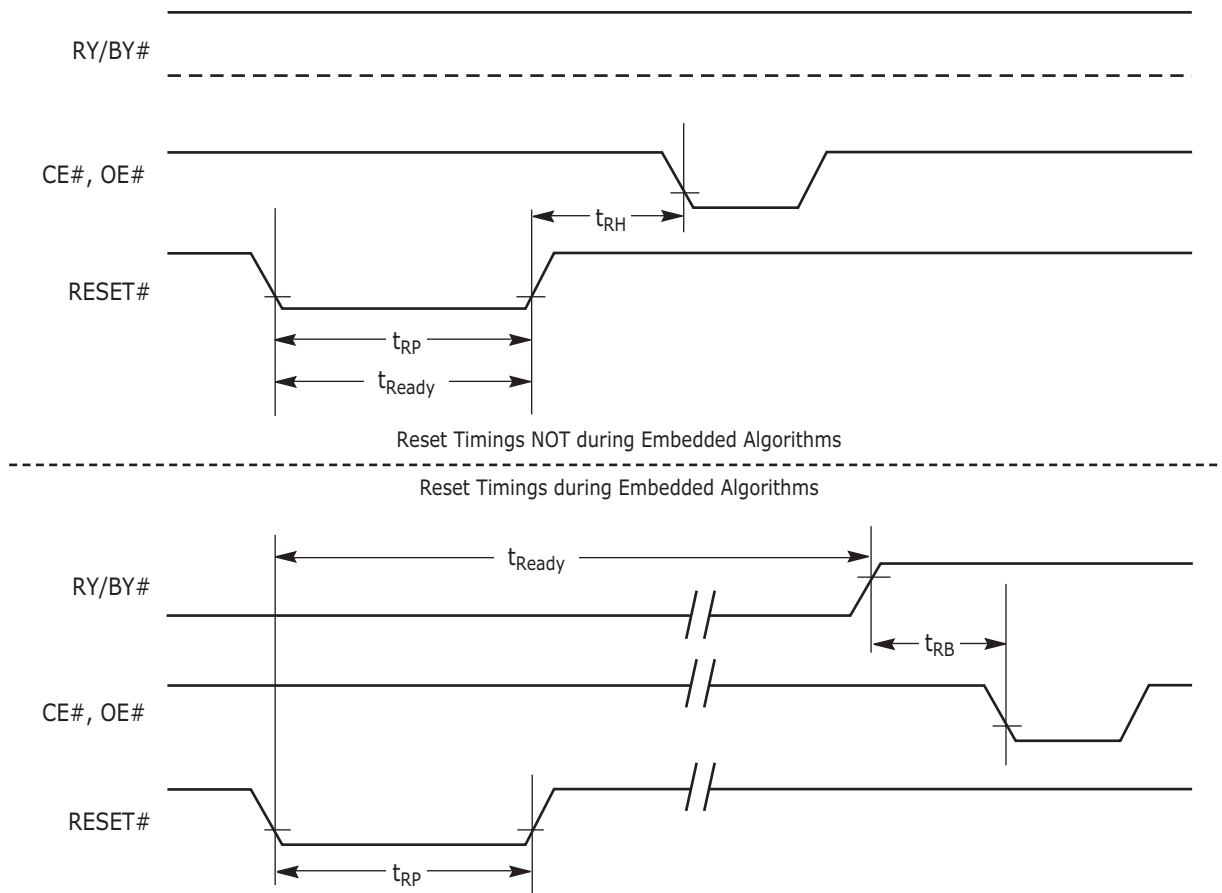 RY/BY#
CE#, OE#
tRH
RESET#
tRP
tReady
Reset Timings NOT during Embedded Algorithms
Reset Timings during Embedded Algorithms
tReady
RY/BY#
tRB
CE#, OE#
RESET#
tRP